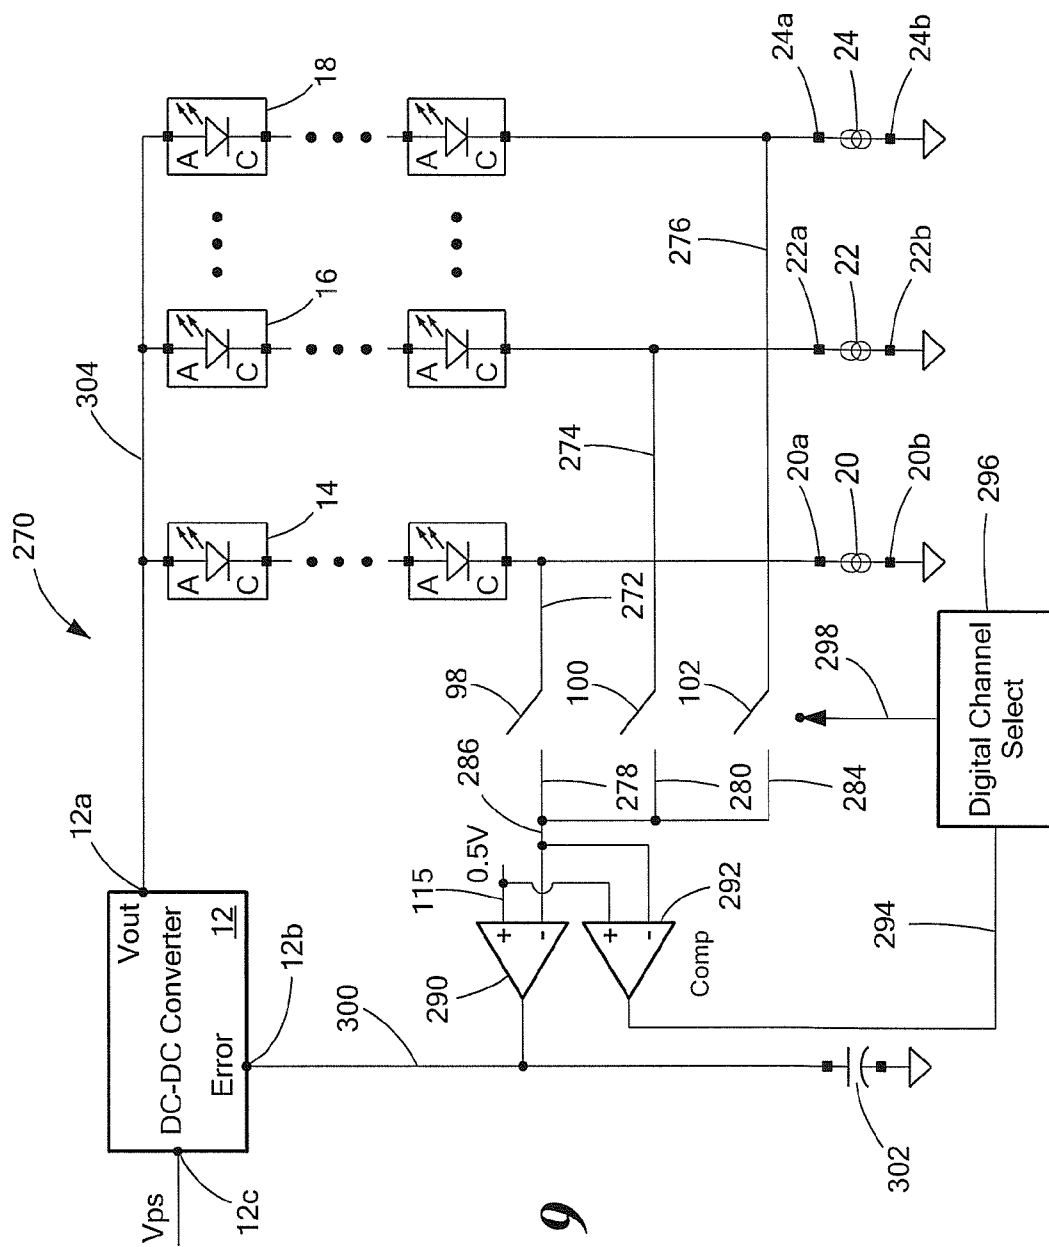 270
Vps
12c
Vout
DC-DC Converter
12
Error
12a
12b
304
A
C
14
A
C
16
A
C
18
A
C
A
C
A
C
300
290
115
0.5V
286
+
-
+
-
292
Comp
98
100
102
278
280
284
272
274
276
20a
20
20b
22a
22
22b
24a
24
24b
302
294
298
Digital Channel
Select
296
9